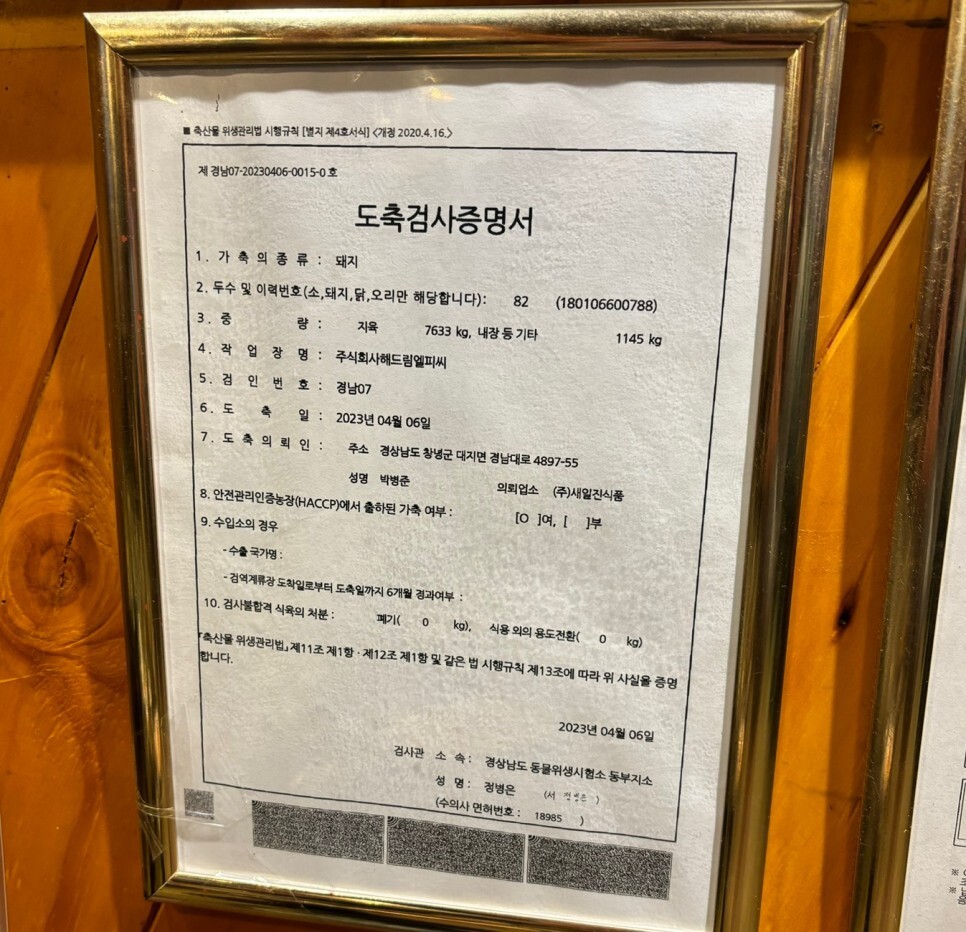 ■ 축산물 위생관리법 시행규칙 [별지 제4호서식] <개정 2020.4.16.>
제 경남07-20230406-0015-0 호
도축검사증명서
1. 가 축 의 종 류 : 돼지
2. 두수 및 이력번호(소,돼지,닭,오리만 해당합니다): 82 (180106600788)
3. 중 량 : 지육 7633 kg, 내장 등 기타 1145 kg
4. 작 업 장 명 : 주식회사해드림엘피씨
5. 검 인 번 호 : 경남07
6. 도 축 일 : 2023년 04월 06일
7. 도 축 의 뢰 인 : 주소 경상남도 창녕군 대지면 경남대로 4897-55
성명 박병준 의뢰업소 (주)새일진식품
8. 안전관리인증농장(HACCP)에서 출하된 가축 여부 : [O ]여, [ ]부
9. 수입소의 경우
- 수출 국가명 :
- 검역계류장 도착일로부터 도축일까지 6개월 경과여부 :
10. 검사불합격 식육의 처분 : 폐기( 0 kg), 식용 외의 용도전환( 0 kg)
「축산물 위생관리법」제11조 제1항 · 제12조 제1항 및 같은 법 시행규칙 제13조에 따라 위 사실을 증명
합니다.
2023년 04월 06일
검사관 소 속 : 경상남도 동물위생시험소 동부지소
성 명 : 정병은 (서 정병은 )
(수의사 면허번호 : 18985 )